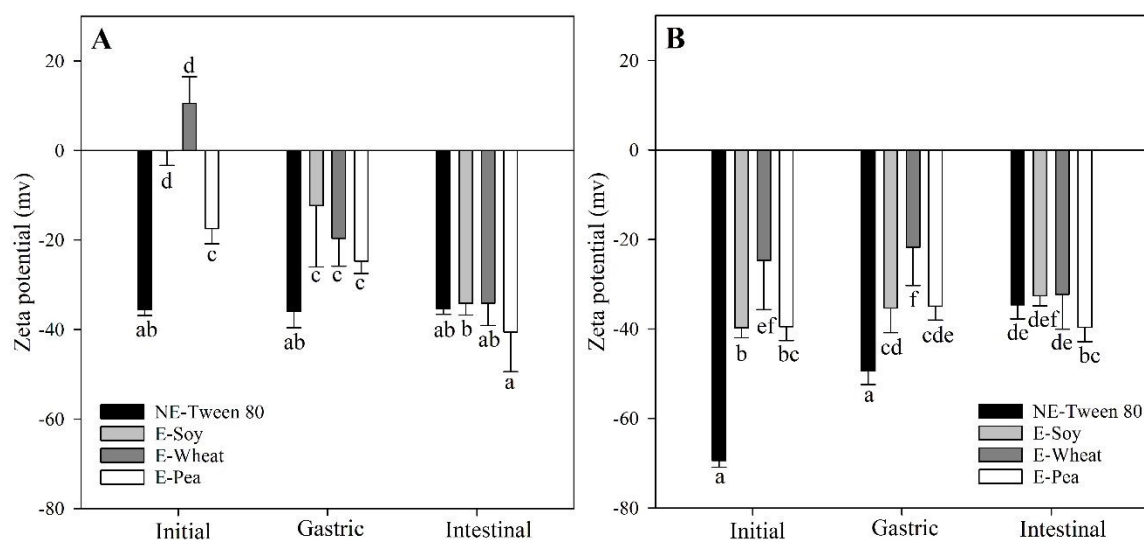 A
Zeta potential (mv)
20
0
-20
-40
-60
-80
d
d
c
ab
c
c
c
ab
ab
b
ab
a
NE-Tween 80
E-Soy
E-Wheat
E-Pea
Initial
Gastric
Intestinal
B
Zeta potential (mv)
20
0
-20
-40
-60
-80
a
b
ef
bc
a
cd
f
cde
de
def
de
bc
NE-Tween 80
E-Soy
E-Wheat
E-Pea
Initial
Gastric
Intestinal